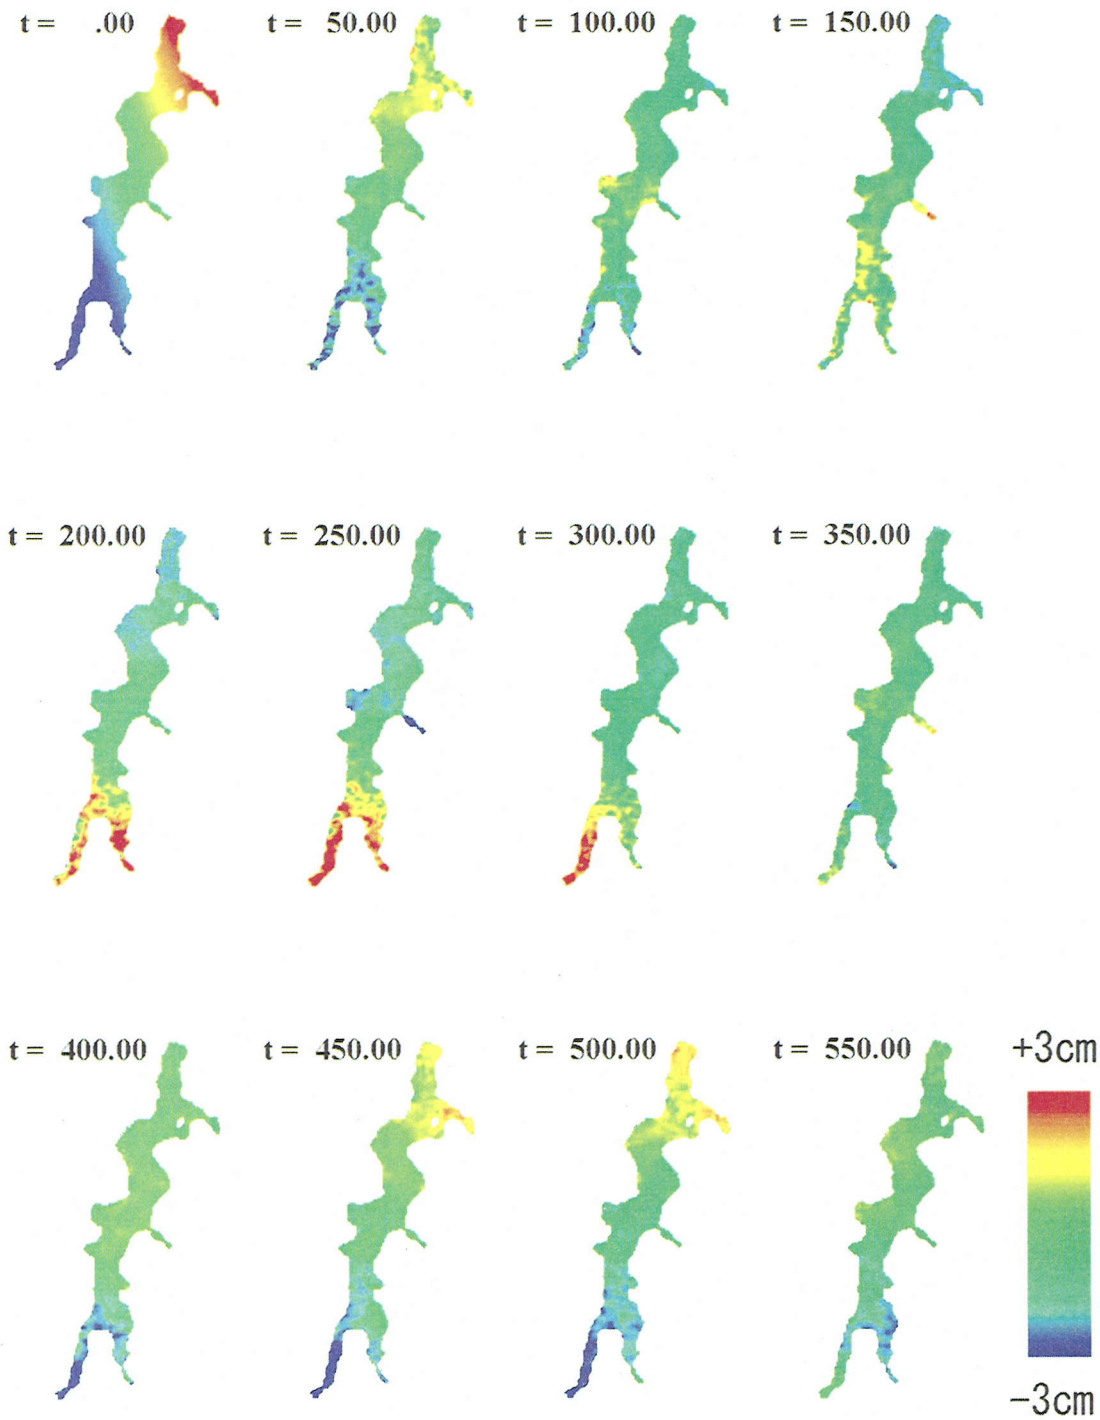 t = .00
t = 50.00
t = 100.00
t = 150.00
t = 200.00
t = 250.00
t = 300.00
t = 350.00
t = 400.00
t = 450.00
t = 500.00
t = 550.00
+3cm
−3cm